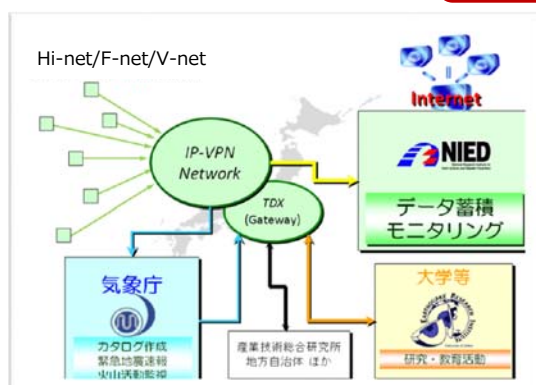 Hi-net/F-net/V-net
Internet
IP-VPN
Network
NIED
TDX
(Gateway)
データ蓄積
モニタリング
気象庁
カタログ作成
緊急地震速報
火山活動監視
産業技術総合研究所
地方自治体 ほか
大学等
研究・教育活動